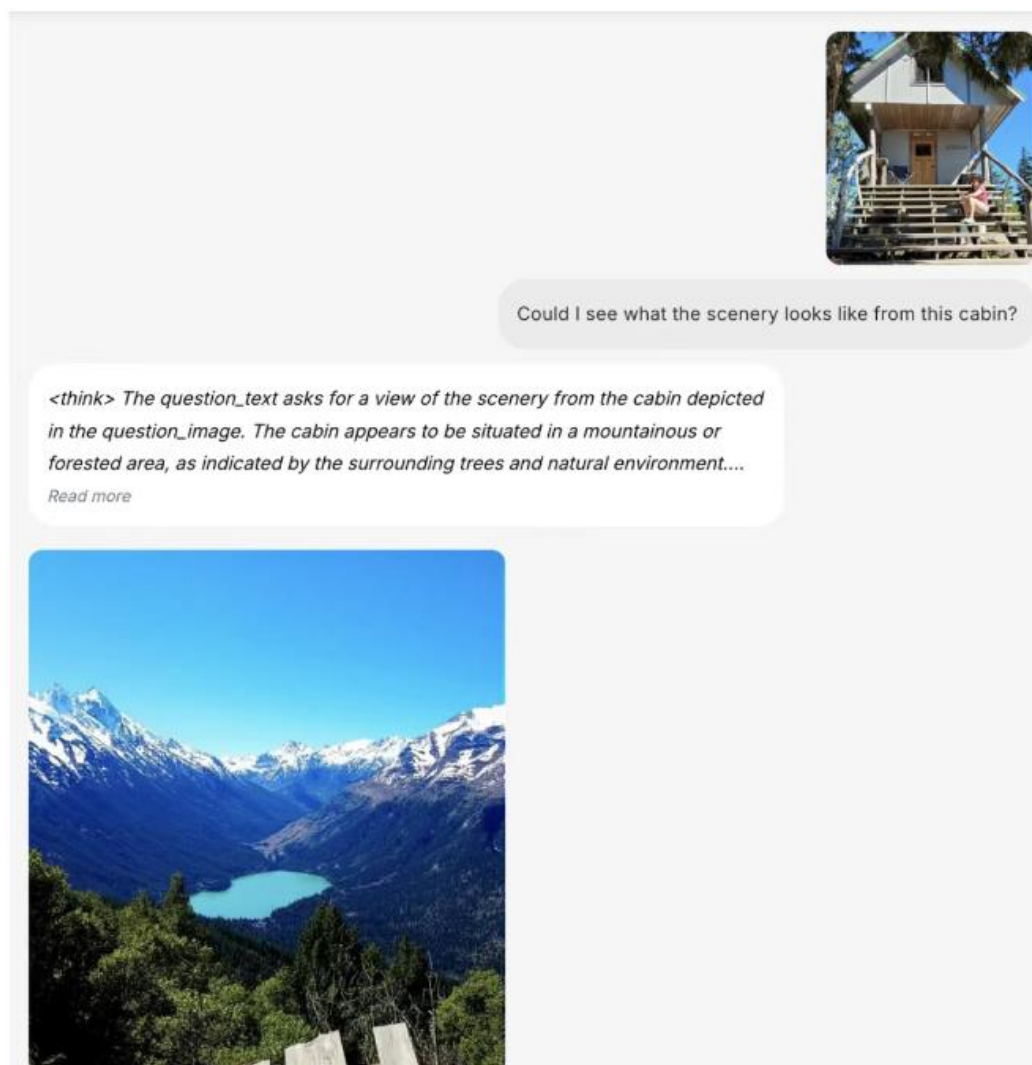 Could I see what the scenery looks like from this cabin?
<think> The question_text asks for a view of the scenery from the cabin depicted
in the question_image. The cabin appears to be situated in a mountainous or
forested area, as indicated by the surrounding trees and natural environment....
Read more